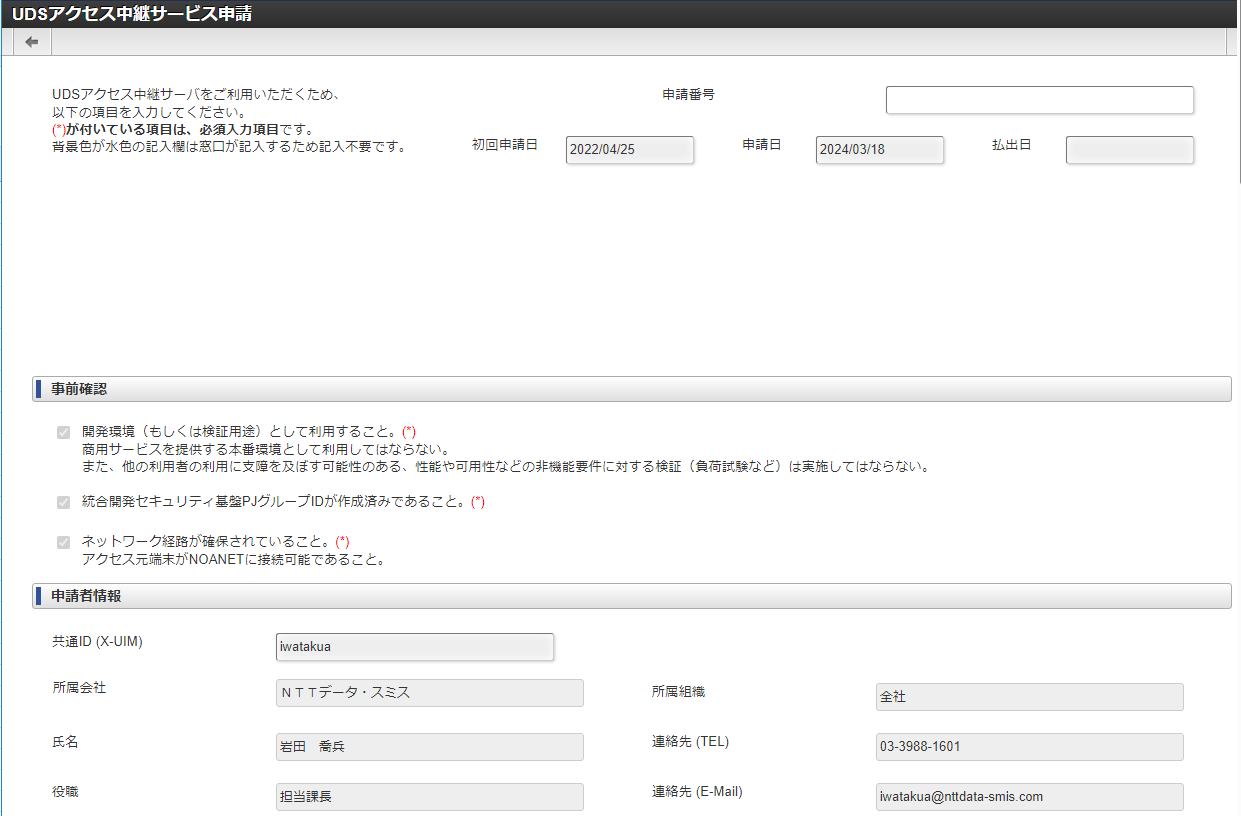 UDSアクセス中継サービス申請
UDSアクセス中継サーバをご利用いただくため、
以下の項目を入力してください。
(*)が付いている項目は、必須入力項目です。
背景色が水色の記入欄は窓口が記入するため記入不要です。
申請番号
初回申請日 2022/04/25 申請日 2024/03/18 払出日
事前確認
開発環境（もしくは検証用途）として利用すること。(*)
商用サービスを提供する本番環境として利用してはならない。
また、他の利用者の利用に支障を及ぼす可能性のある、性能や可用性などの非機能要件に対する検証（負荷試験など）は実施してはならない。
統合開発セキュリティ基盤PJグループIDが作成済みであること。(*)
ネットワーク経路が確保されていること。(*)
アクセス元端末がNOANETに接続可能であること。
申請者情報
共通ID (X-UIM) iwatakua
所属会社 ＮＴＴデータ・スミス 所属組織 全社
氏名 岩田　喬兵 連絡先 (TEL) 03-3988-1601
役職 担当課長 連絡先 (E-Mail) iwatakua@nttdata-smis.com